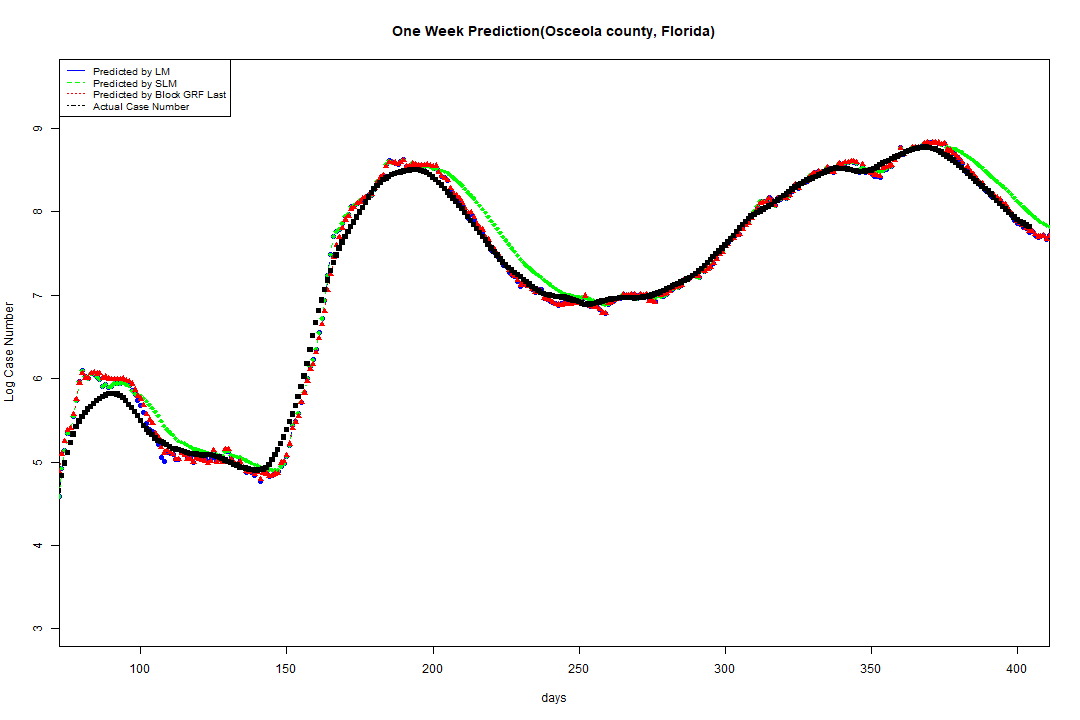 One Week Prediction(Osceola county, Florida)
Predicted by LM
Predicted by SLM
Predicted by Block GRF Last
Actual Case Number
9
8
7
6
5
4
3
Log Case Number
100 150 200 250 300 350 400
days